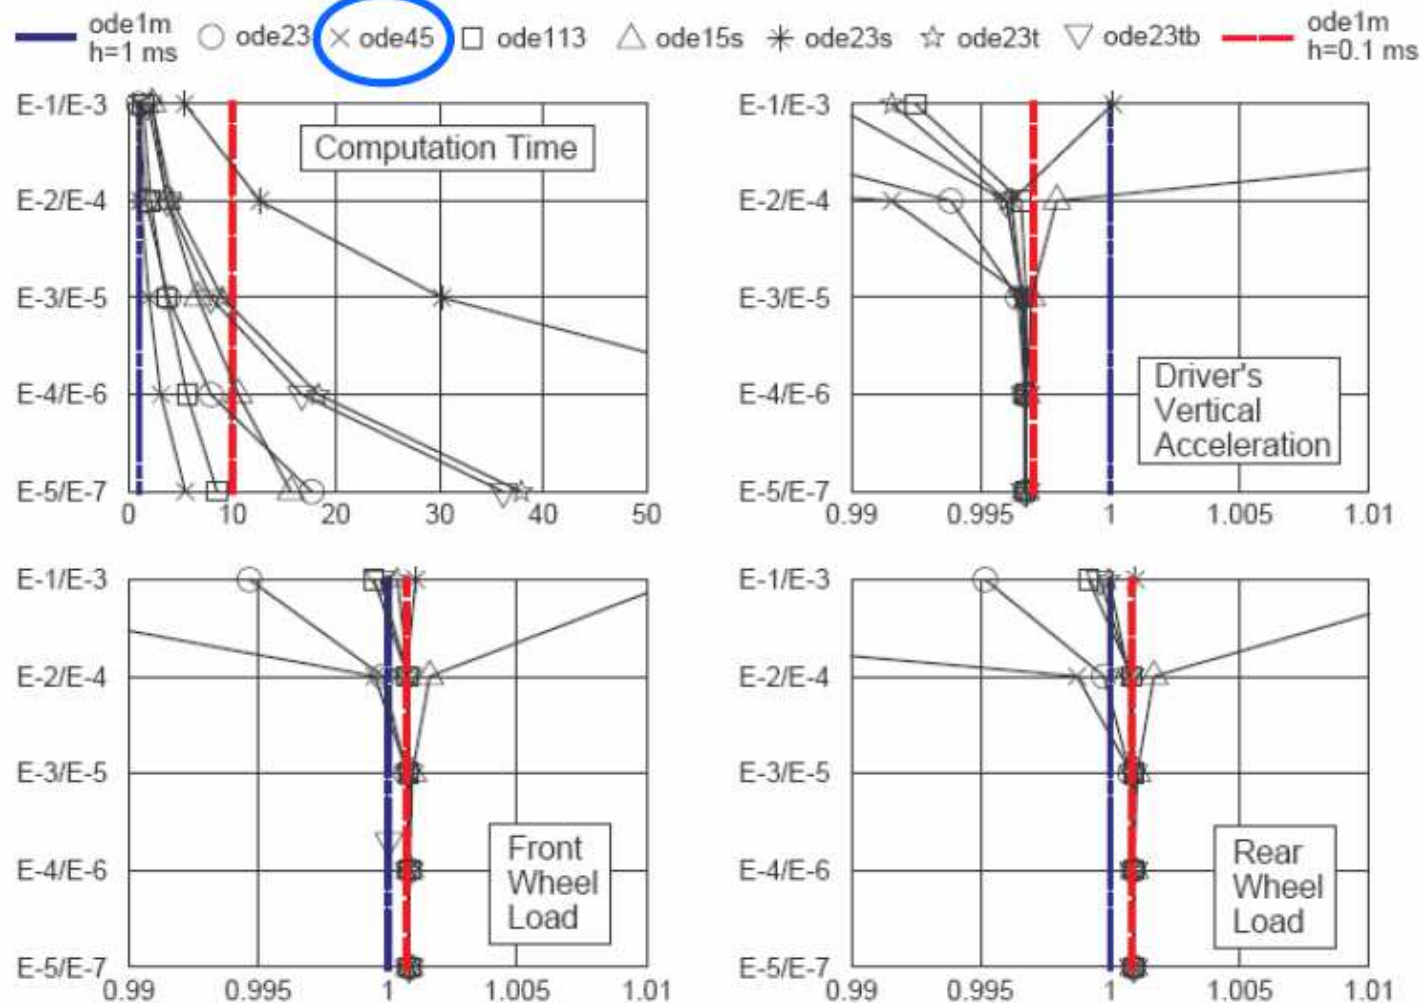 ode1m
h=1 ms
ode23
ode45
ode113
ode15s
ode23s
ode23t
ode23tb
ode1m
h=0.1 ms
E-1/E-3
E-2/E-4
E-3/E-5
E-4/E-6
E-5/E-7
Computation Time
0 10 20 30 40 50
E-1/E-3
E-2/E-4
E-3/E-5
E-4/E-6
E-5/E-7
Driver's
Vertical
Acceleration
0.99 0.995 1 1.005 1.01
E-1/E-3
E-2/E-4
E-3/E-5
E-4/E-6
E-5/E-7
Front
Wheel
Load
0.99 0.995 1 1.005 1.01
E-1/E-3
E-2/E-4
E-3/E-5
E-4/E-6
E-5/E-7
Rear
Wheel
Load
0.99 0.995 1 1.005 1.01